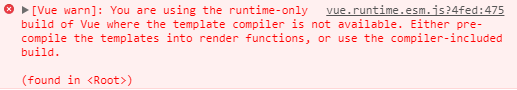 [Vue warn]: You are using the runtime-only vue.runtime.esm.js?4fed:475
build of Vue where the template compiler is not available. Either pre-
compile the templates into render functions, or use the compiler-included
build.
(found in <Root>)